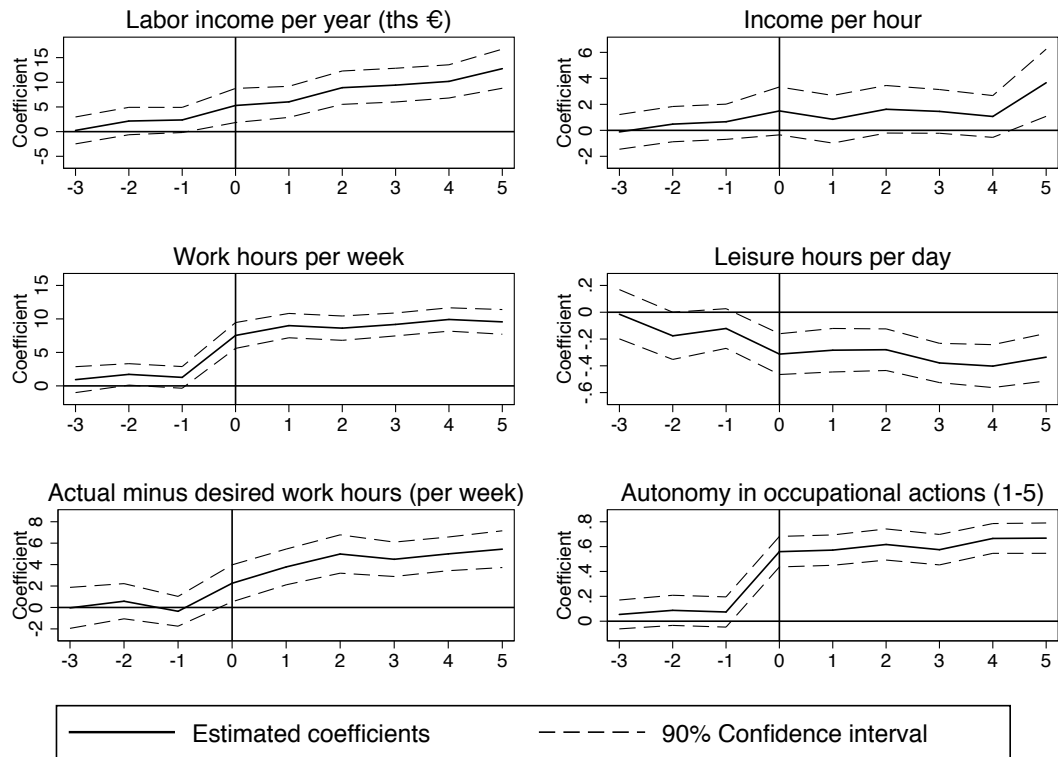 Labor income per year (ths €)
Coefficient
-5 0 5 10 15
-3 -2 -1 0 1 2 3 4 5
Income per hour
Coefficient
-2 0 2 4 6
-3 -2 -1 0 1 2 3 4 5
Work hours per week
Coefficient
0 5 10 15
-3 -2 -1 0 1 2 3 4 5
Leisure hours per day
Coefficient
-.6 -.4 -.2 0 .2
-3 -2 -1 0 1 2 3 4 5
Actual minus desired work hours (per week)
Coefficient
-2 0 2 4 6 8
-3 -2 -1 0 1 2 3 4 5
Autonomy in occupational actions (1-5)
Coefficient
0 .2 .4 .6 .8
-3 -2 -1 0 1 2 3 4 5
Estimated coefficients
90% Confidence interval